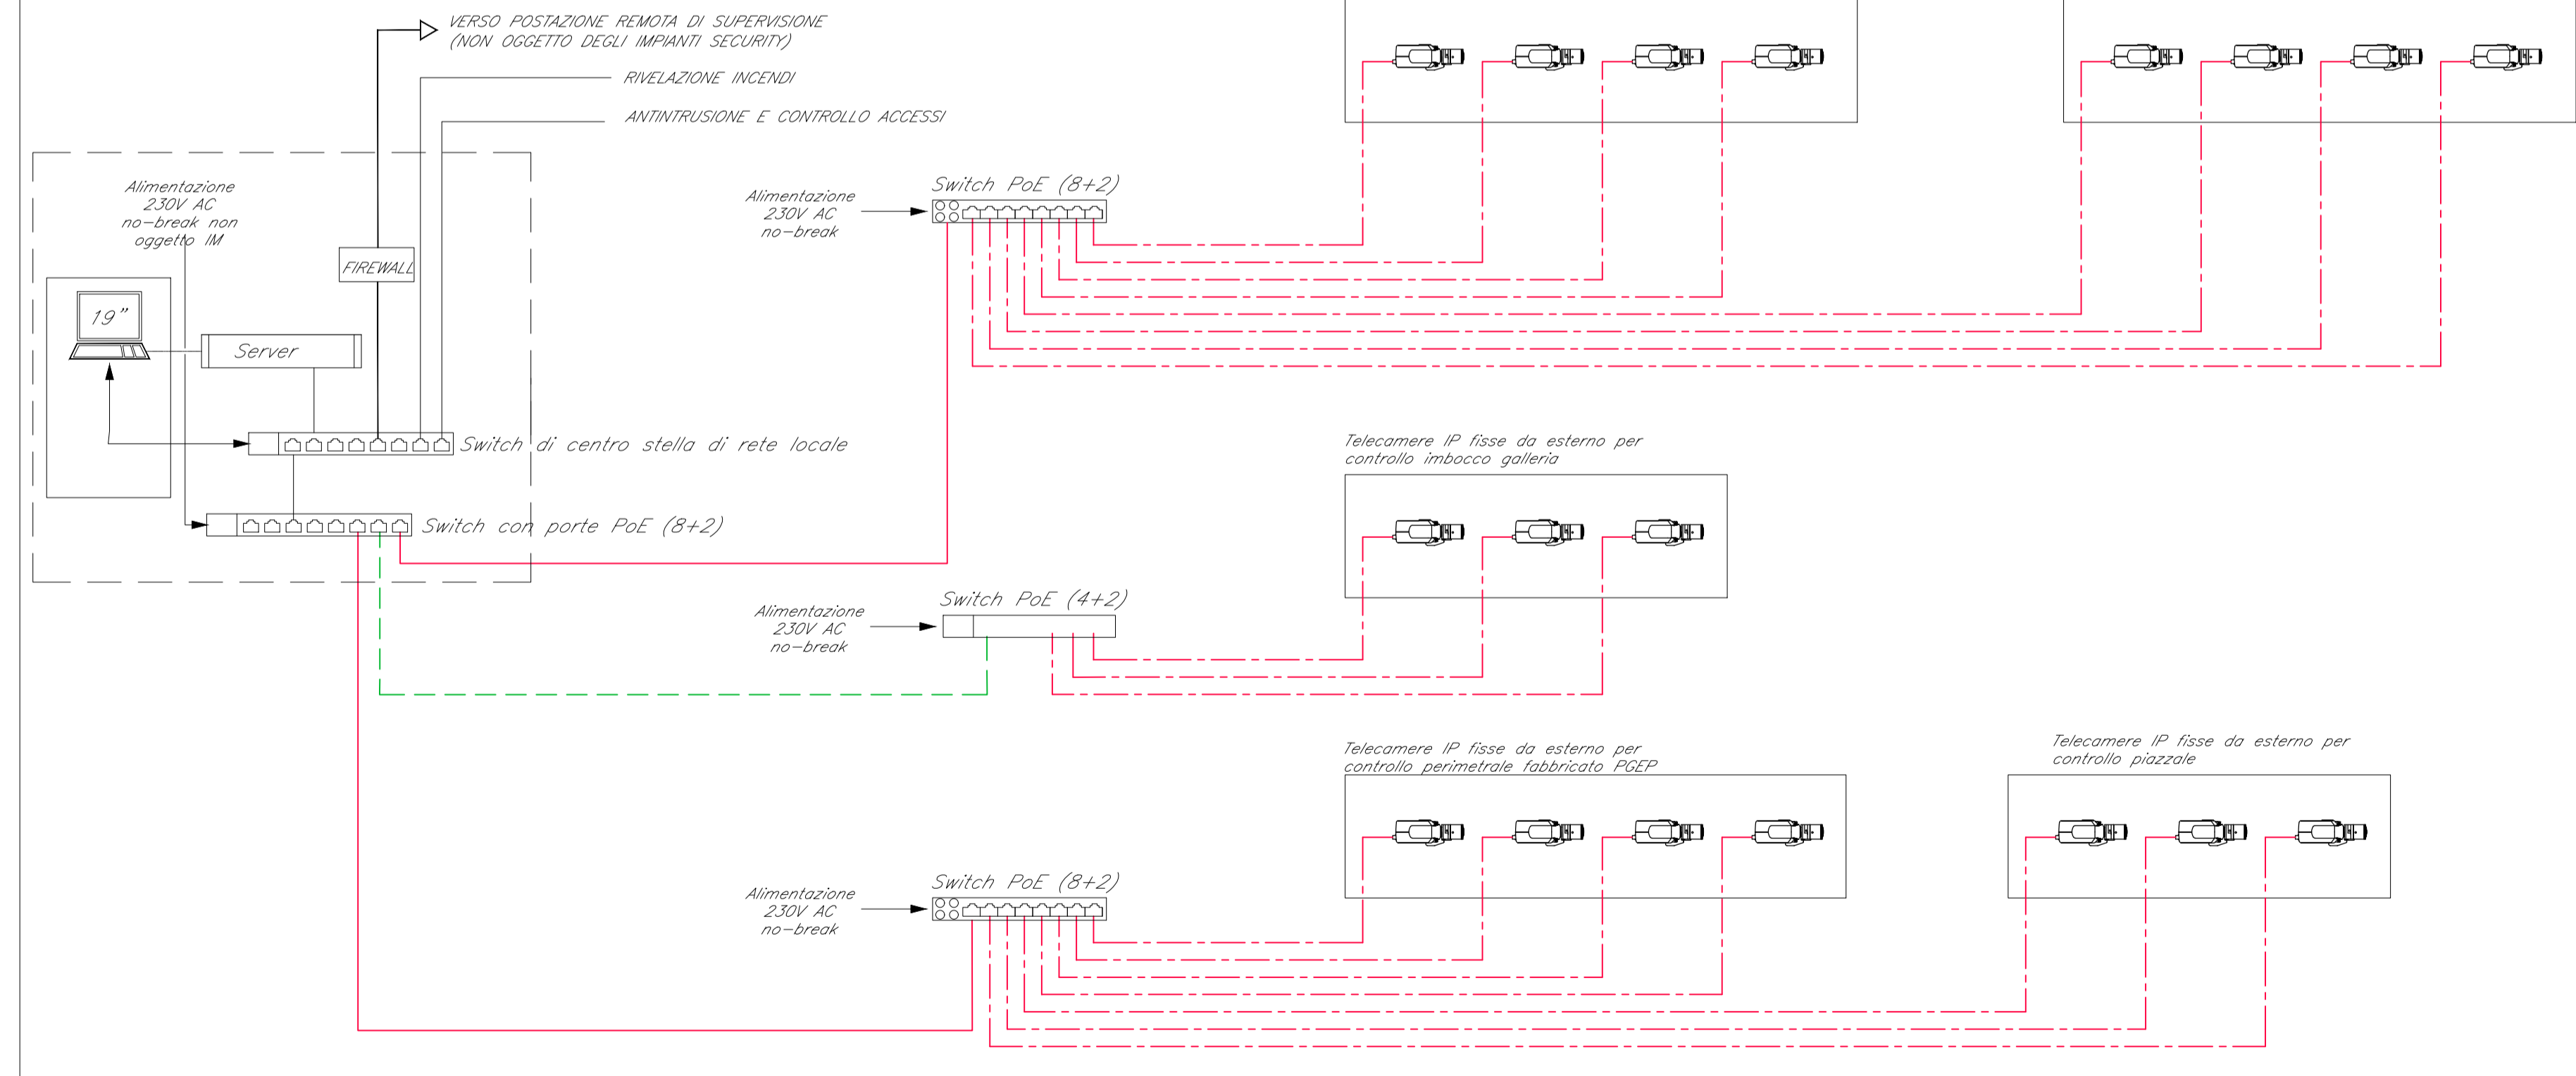 VERSO POSTAZIONE REMOTA DI SUPERVISIONE
(NON OGGETTO DEGLI IMPIANTI SECURITY)
RIVELAZIONE INCENDI
ANTINTRUSIONE E CONTROLLO ACCESSI
Alimentazione
230V AC
no-break non
oggetto IM
FIREWALL
19"
Server
Switch di centro stella di rete locale
Switch con porte PoE (8+2)
Alimentazione
230V AC
no-break
Switch PoE (8+2)
Telecamere IP fisse da esterno per
controllo imbocco galleria
Alimentazione
230V AC
no-break
Switch PoE (4+2)
Telecamere IP fisse da esterno per
controllo perimetrale fabbricato PGEP
Telecamere IP fisse da esterno per
controllo piazzale
Alimentazione
230V AC
no-break
Switch PoE (8+2)